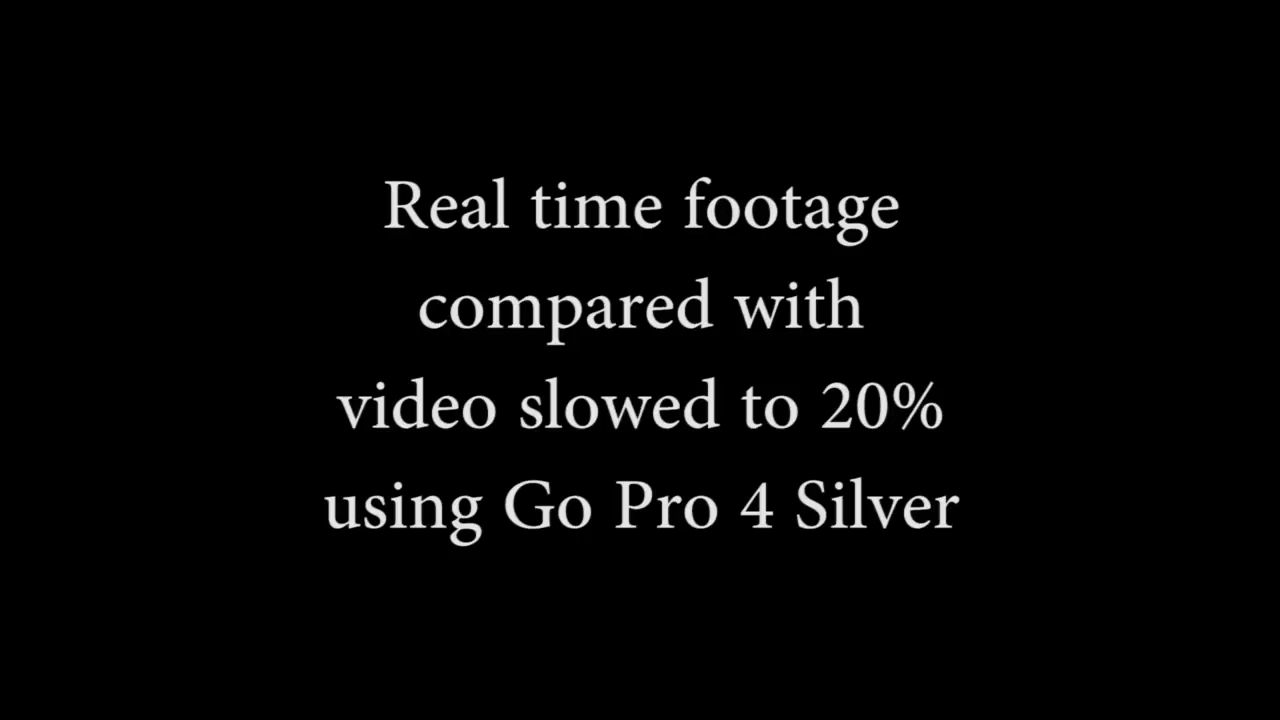 Real time footage
compared with
video slowed to 20%
using Go Pro 4 Silver